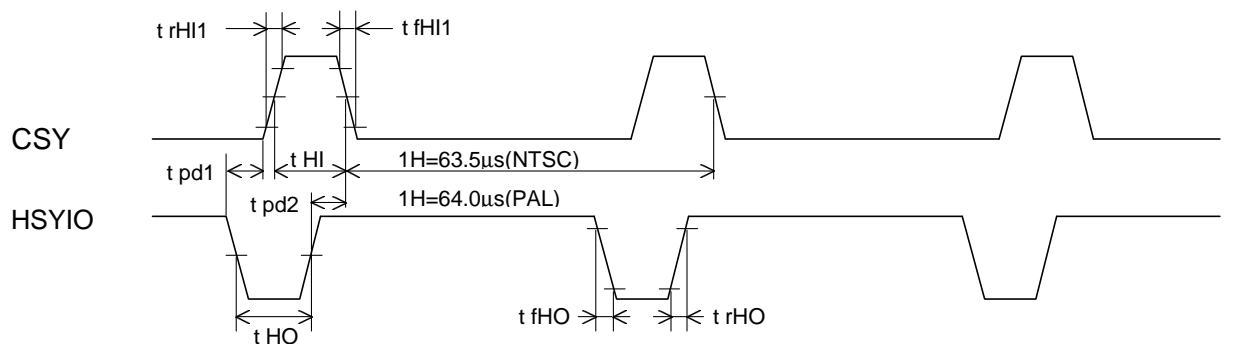 t rHI1
t fHI1
CSY
t HI
1H=63.5μs(NTSC)
t pd1
t pd2
1H=64.0μs(PAL)
HSYIO
t fHO
t rHO
t HO